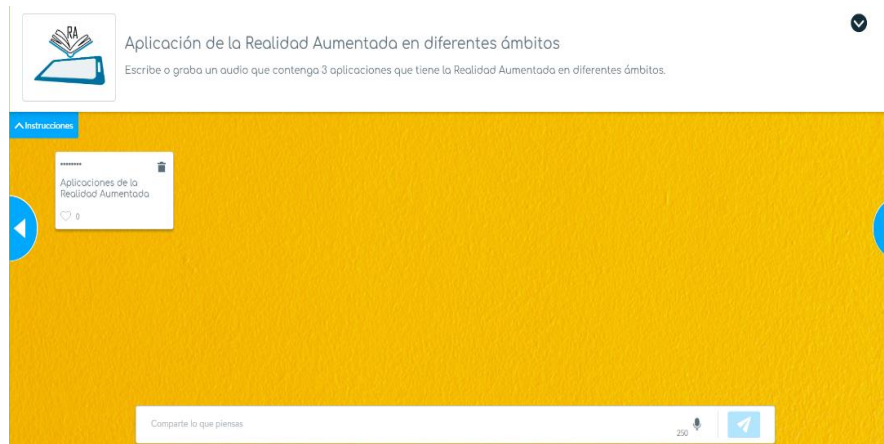 RA
Aplicación de la Realidad Aumentada en diferentes ámbitos
Escribe o graba un audio que contenga 3 aplicaciones que tiene la Realidad Aumentada en diferentes ámbitos.
Instrucciones
********
Aplicaciones de la
Realidad Aumentada
0
Comparte lo que piensas
250